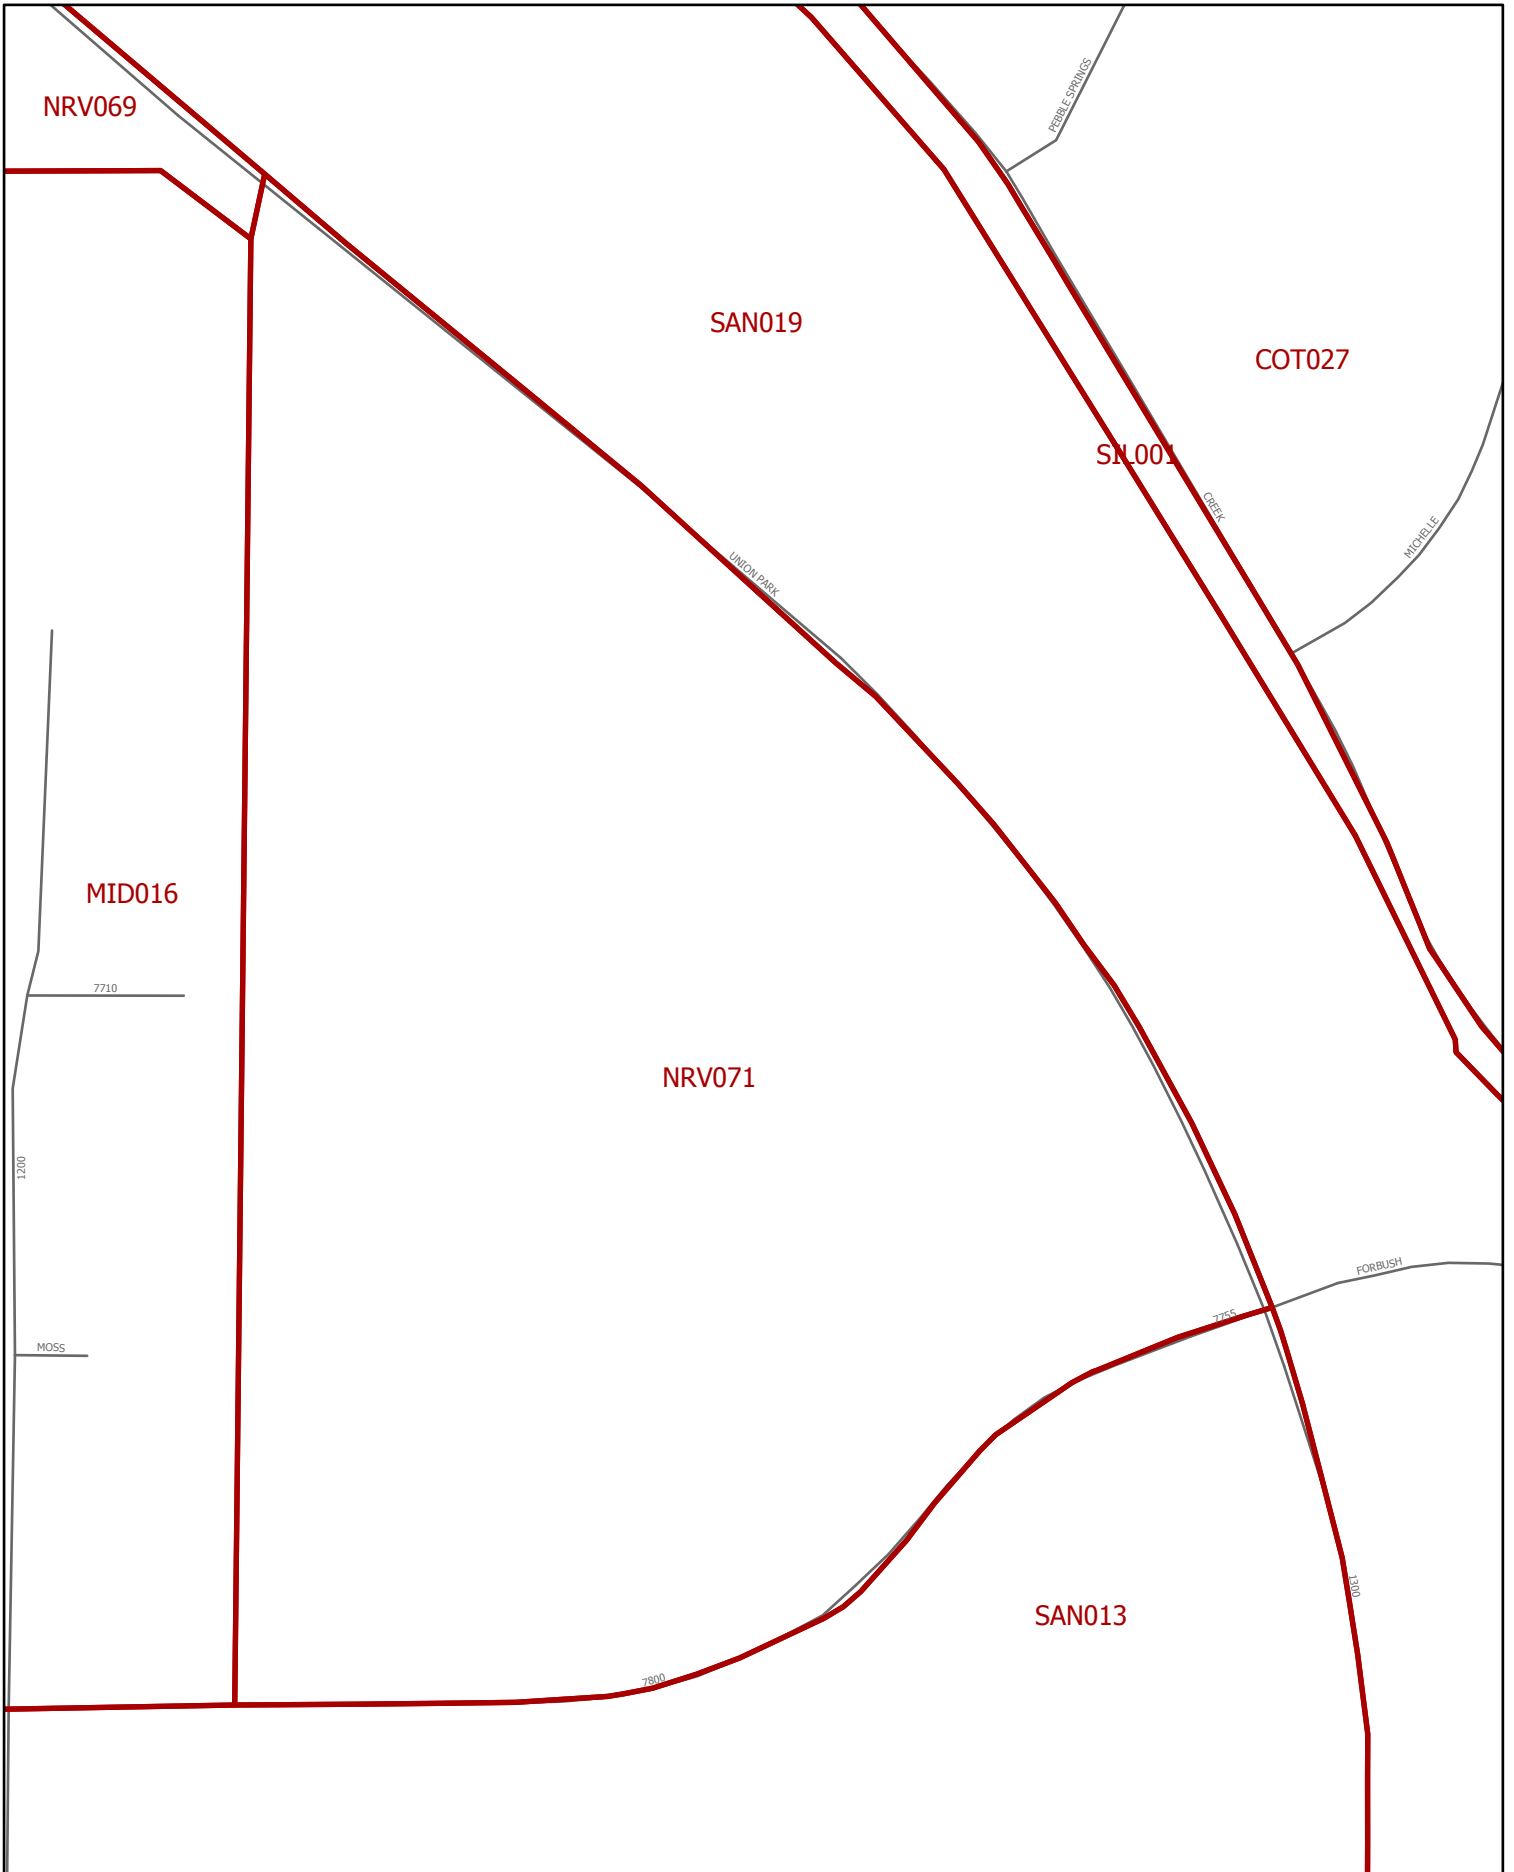 PEBBLE SPRINGS
NRV069
SAN019
COT027
SIL001
CREEK
MICHELLE
UNION PARK
MID016
7710
NRV071
1200
FORBUSH
7755
MOSS
1300
SAN013
7800